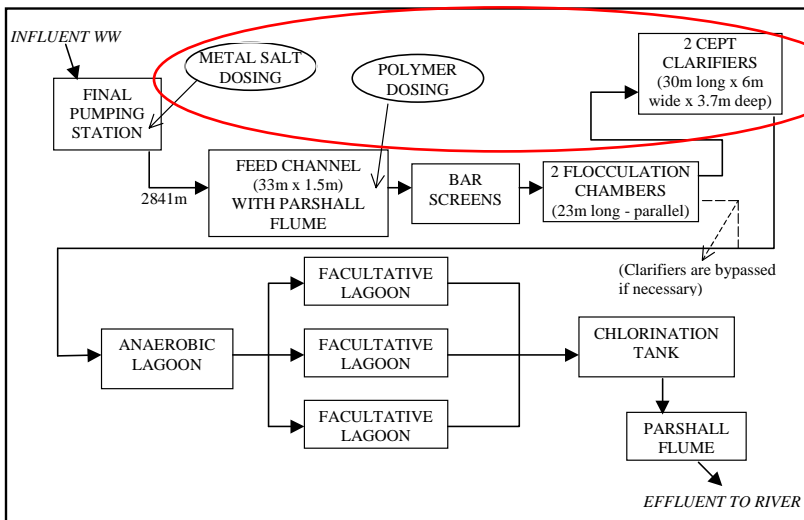 INFLUENT WW
METAL SALT
DOSING
POLYMER
DOSING
2 CEPT
CLARIFIERS
(30m long x 6m
wide x 3.7m deep)
FINAL
PUMPING
STATION
2841m
FEED CHANNEL
(33m x 1.5m)
WITH PARSHALL
FLUME
BAR
SCREENS
2 FLOCCULATION
CHAMBERS
(23m long - parallel)
(Clarifiers are bypassed
if necessary)
ANAEROBIC
LAGOON
FACULTATIVE
LAGOON
FACULTATIVE
LAGOON
FACULTATIVE
LAGOON
CHLORINATION
TANK
PARSHALL
FLUME
EFFLUENT TO RIVER